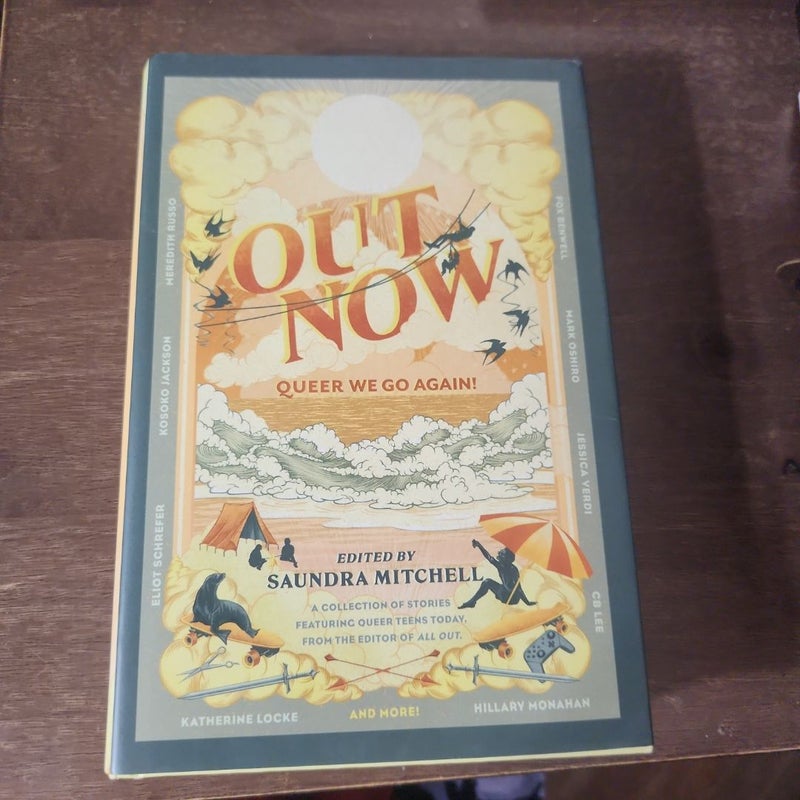 OUT
NOW
QUEER WE GO AGAIN!
MEREDITH RUSSO
KOSOKO JACKSON
ELIOT SCHREFER
FOX BENWELL
MARK OSHIRO
JESSICA VERDI
CB LEE
EDITED BY
SAUNDRA MITCHELL
A COLLECTION OF STORIES
FEATURING QUEER TEENS TODAY,
FROM THE EDITOR OF ALL OUT.
KATHERINE LOCKE
AND MORE!
HILLARY MONAHAN